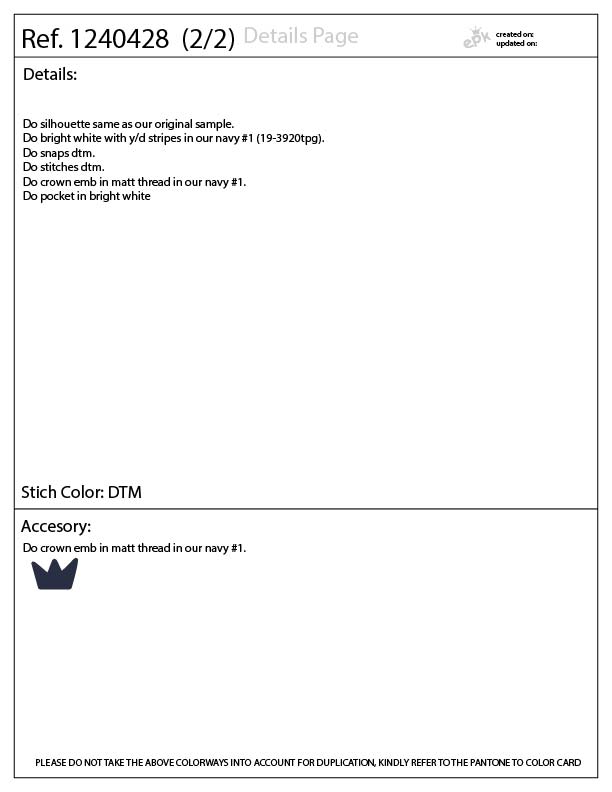 Ref. 1240428 (2/2) Details Page
epk
created on:
updated on:
Details:
Do silhouette same as our original sample.
Do bright white with y/d stripes in our navy #1 (19-3920tpg).
Do snaps dtm.
Do stitches dtm.
Do crown emb in matt thread in our navy #1.
Do pocket in bright white
Stich Color: DTM
Accesory:
Do crown emb in matt thread in our navy #1.
PLEASE DO NOT TAKE THE ABOVE COLORWAYS INTO ACCOUNT FOR DUPLICATION, KINDLY REFER TO THE PANTONE TO COLOR CARD